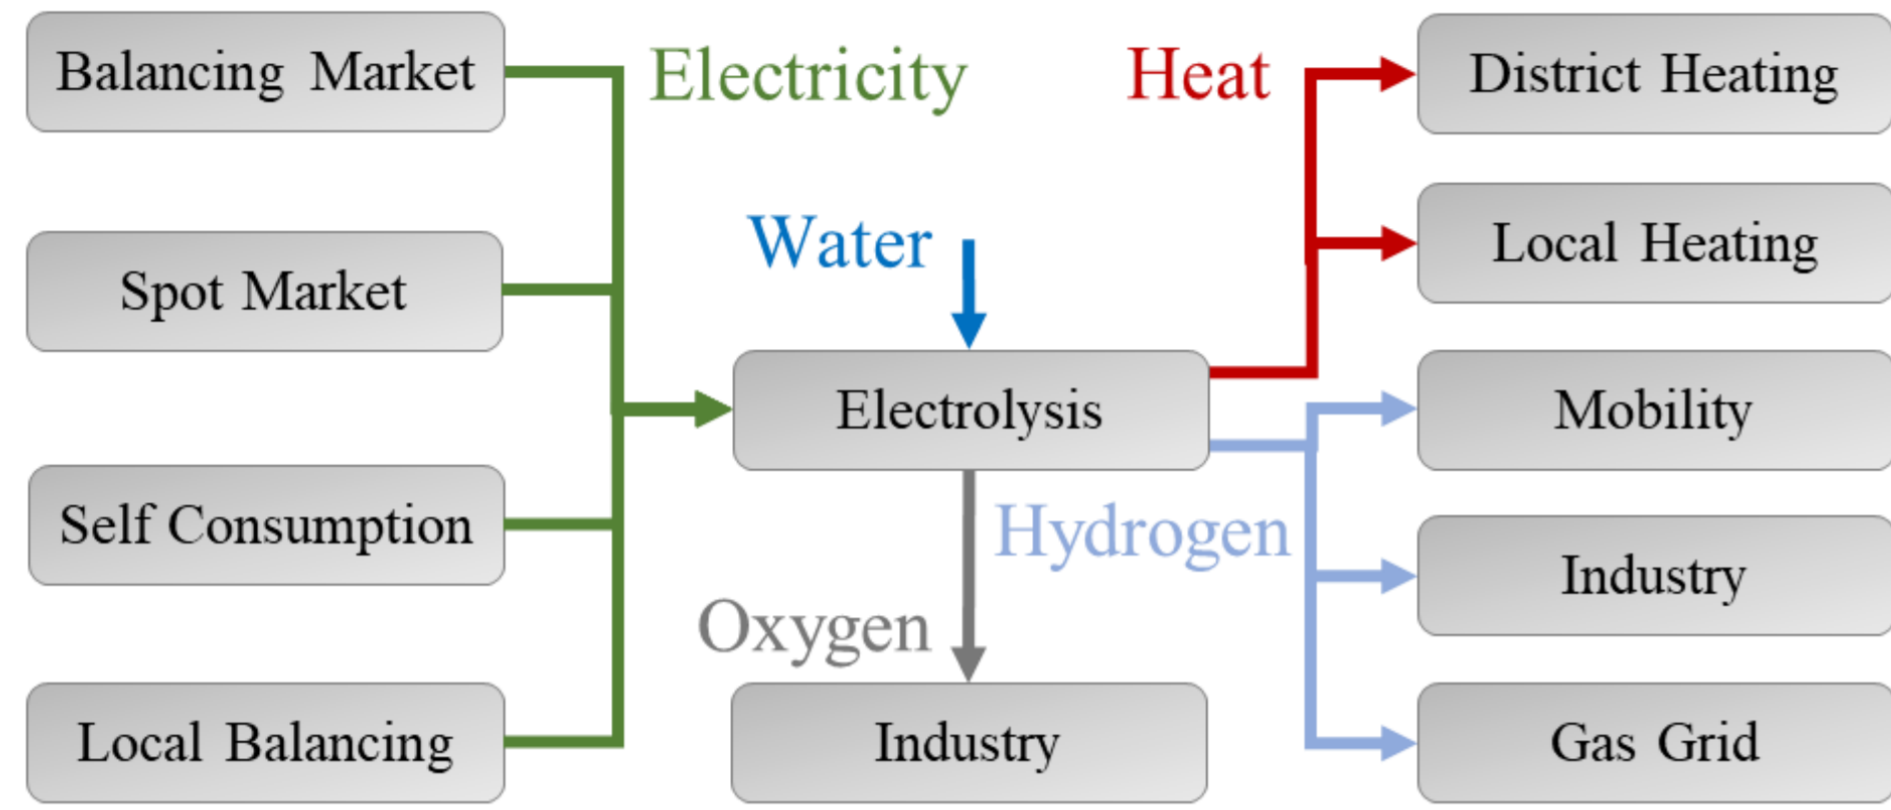 Balancing Market
Electricity
Heat
District Heating
Spot Market
Water
Local Heating
Electrolysis
Mobility
Self Consumption
Hydrogen
Industry
Oxygen
Local Balancing
Industry
Gas Grid